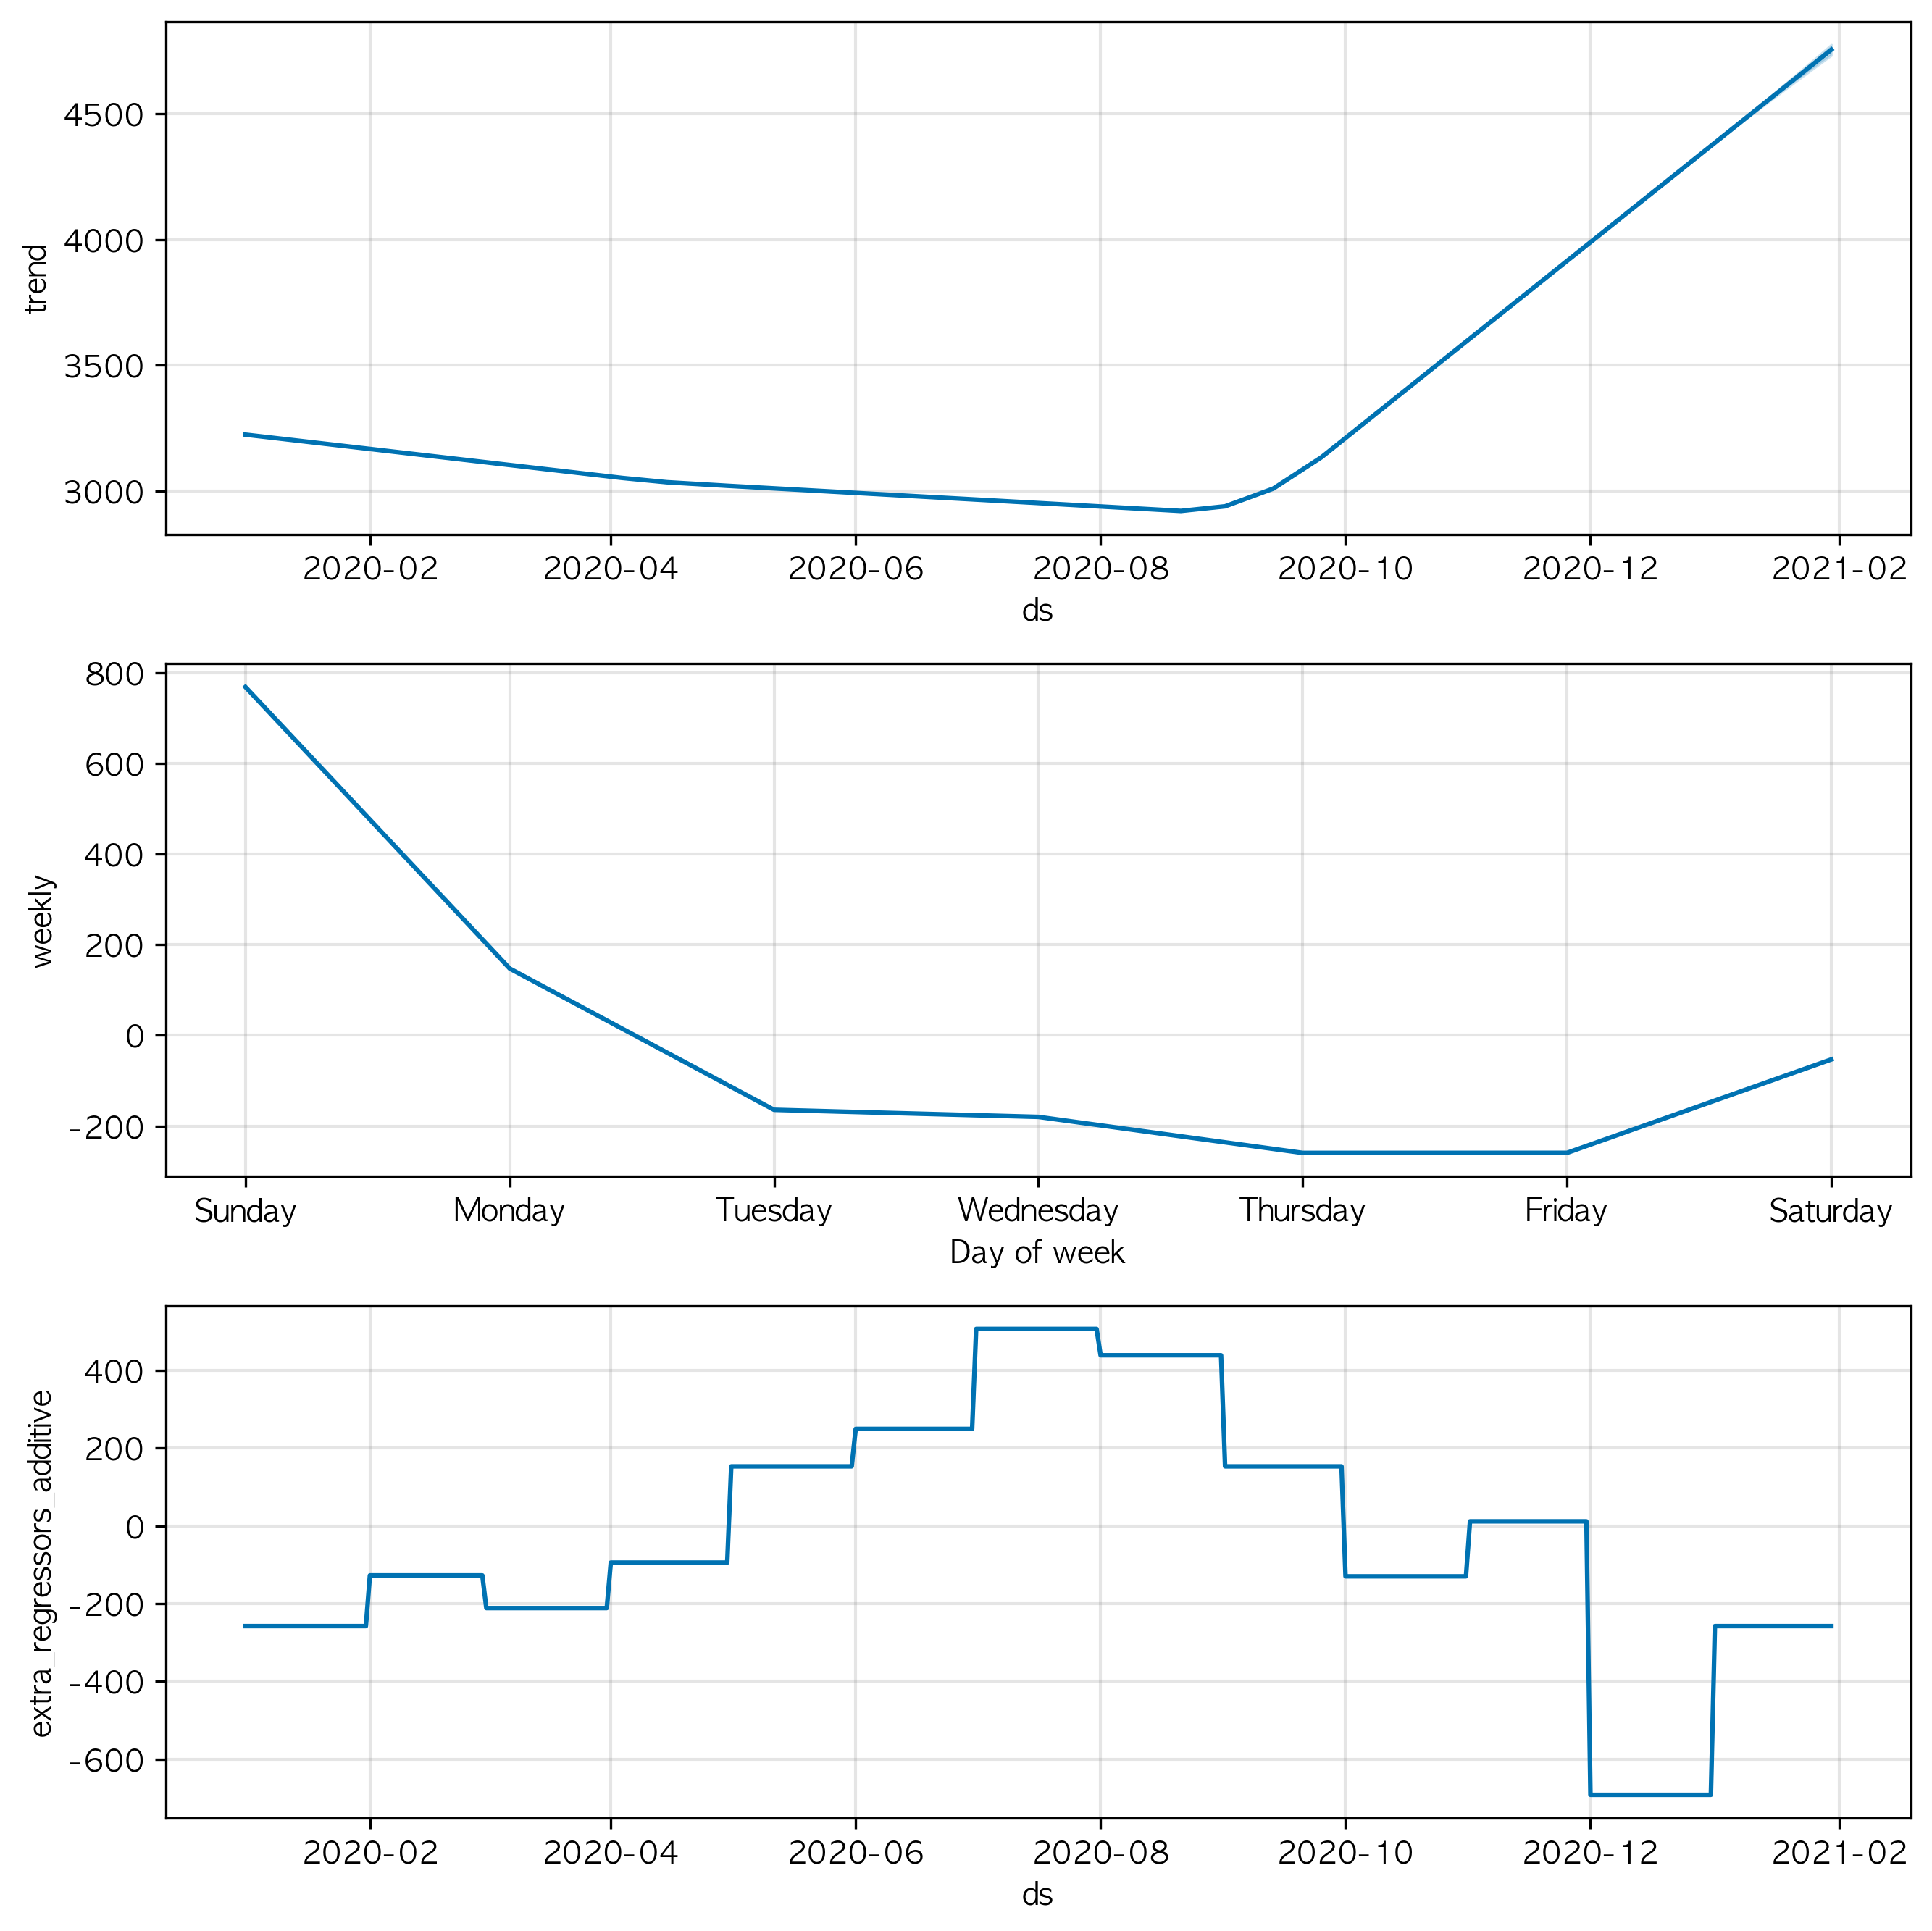 4500
4000
3500
3000
trend
2020-02 2020-04 2020-06 2020-08 2020-10 2020-12 2021-02
ds
800
600
400
200
0
-200
weekly
Sunday Monday Tuesday Wednesday Thursday Friday Saturday
Day of week
400
200
0
-200
-400
-600
extra_regressors_additive
2020-02 2020-04 2020-06 2020-08 2020-10 2020-12 2021-02
ds